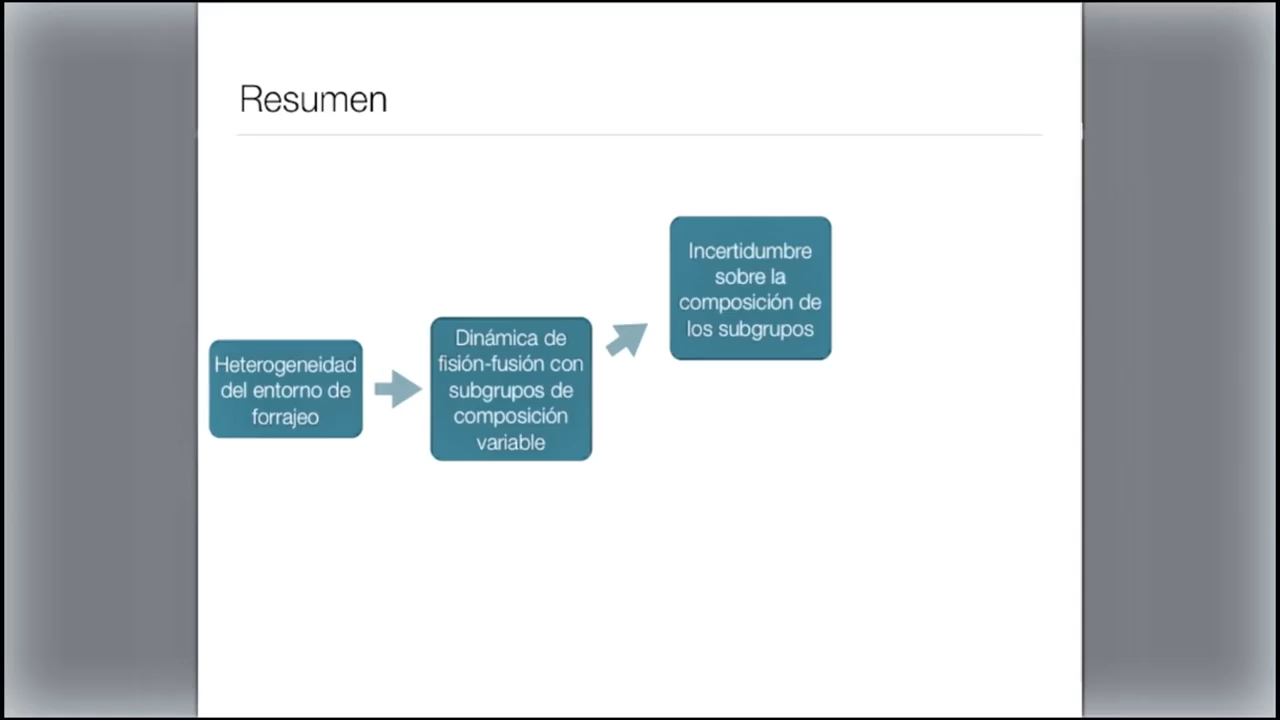 Resumen
Heterogeneidad
del entorno de
forrajeo
Dinámica de
fisión-fusión con
subgrupos de
composición
variable
Incertidumbre
sobre la
composición de
los subgrupos